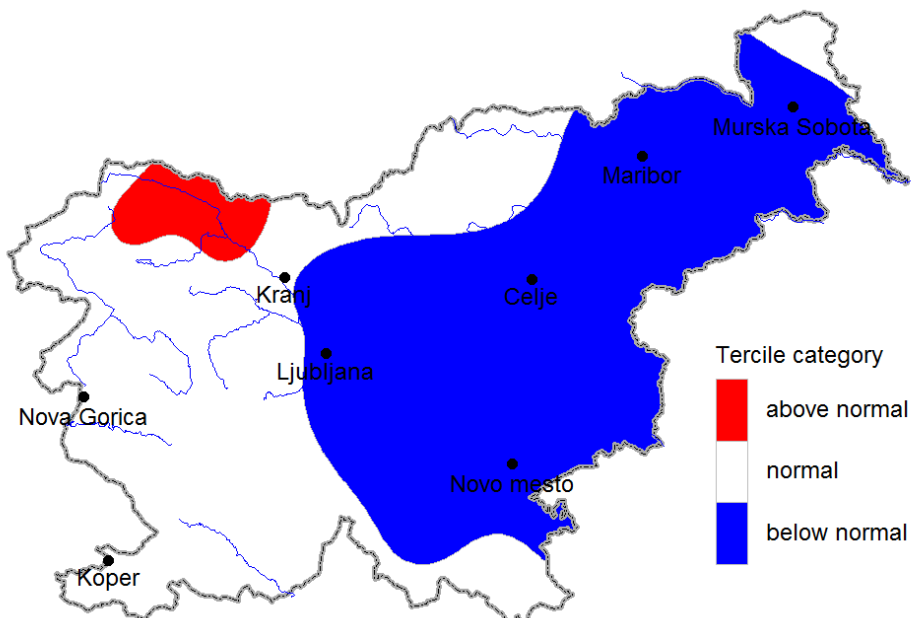 Murska Sobota
Maribor
Kranj
Celje
Ljubljana
Tercile category
above normal
Nova Gorica
normal
Novo mesto
below normal
Koper